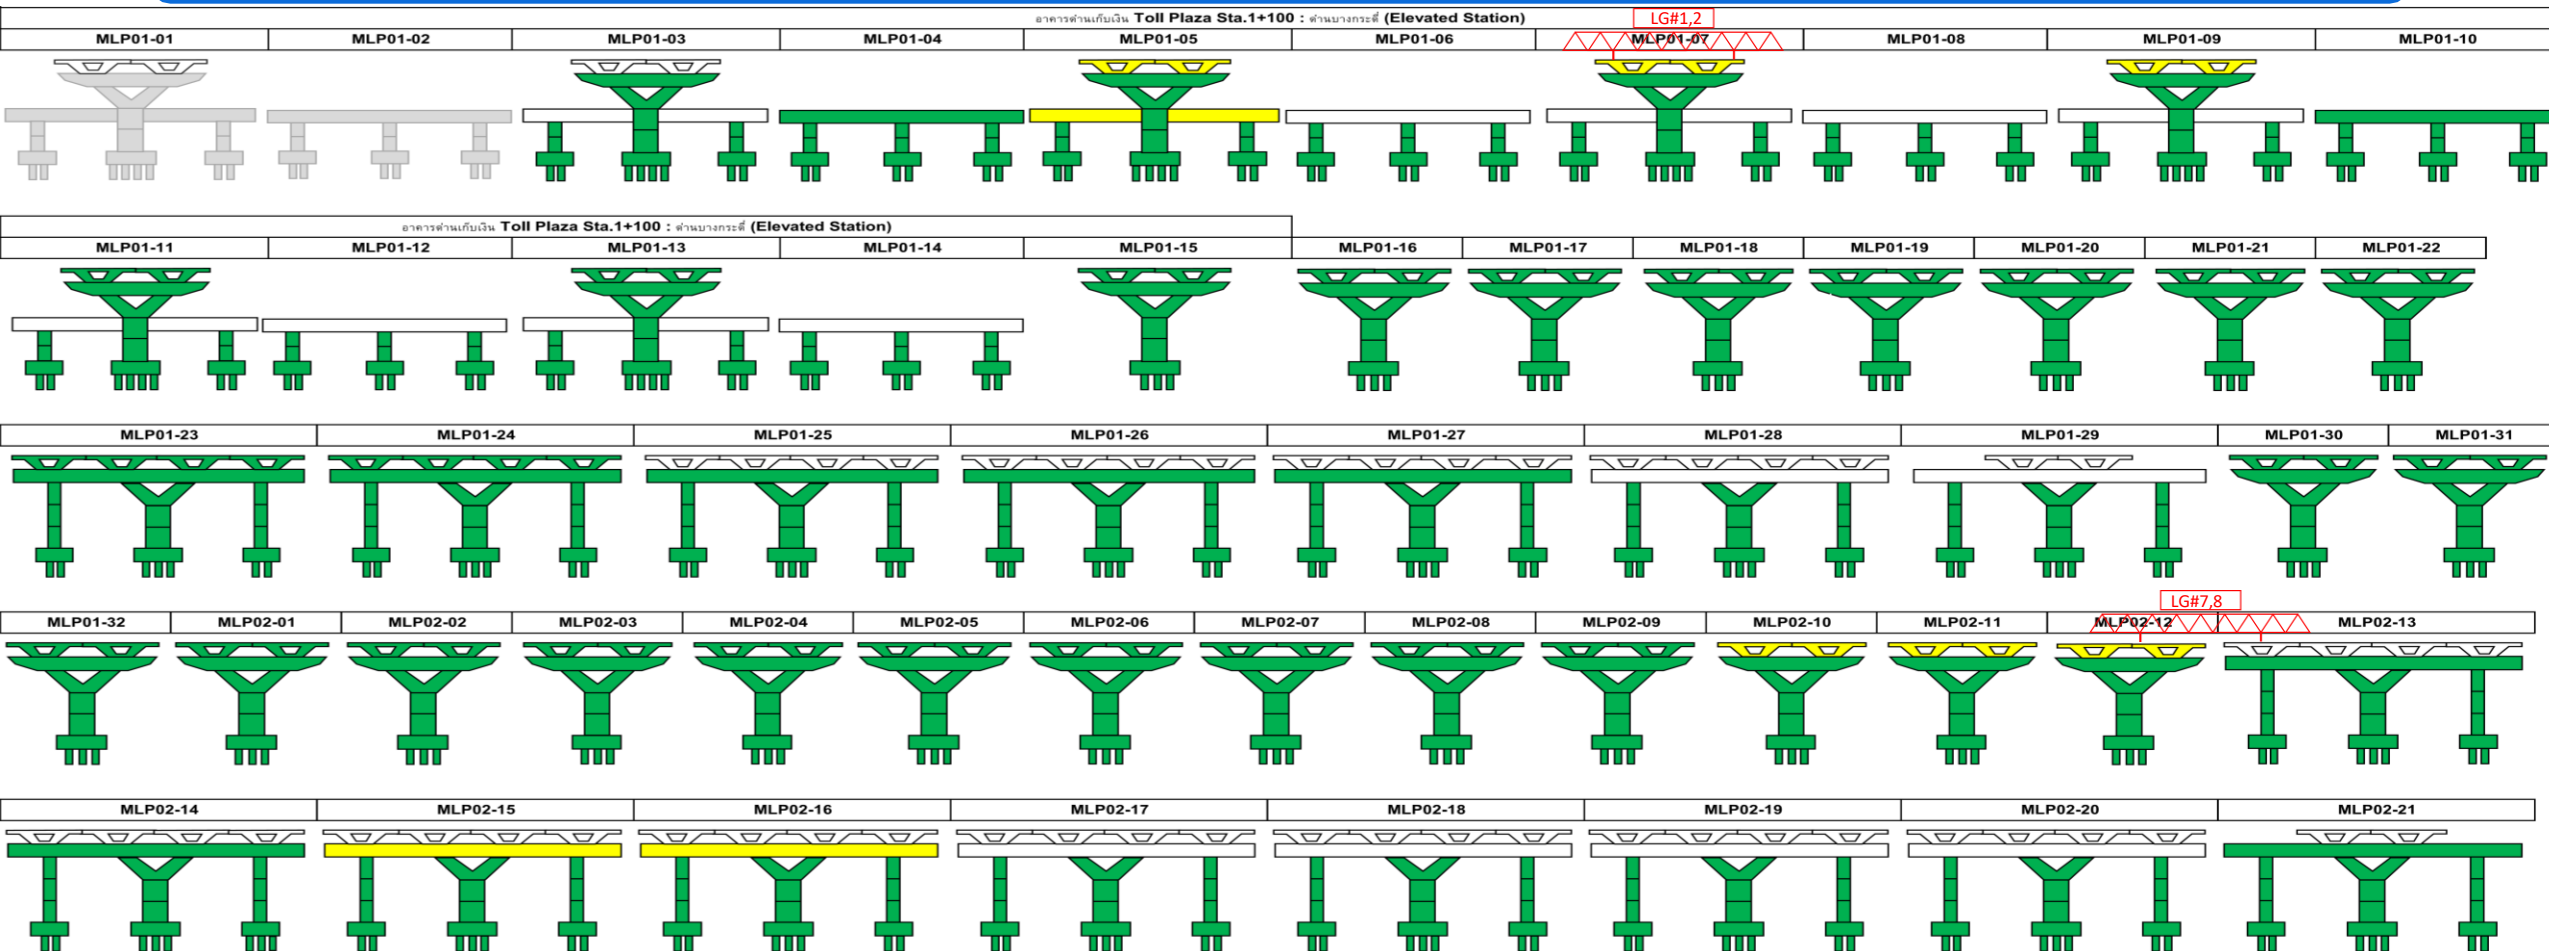 อาคารด่านเก็บเงิน Toll Plaza Sta.1+100 : ด่านบางกระดี่ (Elevated Station)
LG#1,2
MLP01-01 MLP01-02 MLP01-03 MLP01-04 MLP01-05 MLP01-06 MLP01-07 MLP01-08 MLP01-09 MLP01-10
อาคารด่านเก็บเงิน Toll Plaza Sta.1+100 : ด่านบางกระดี่ (Elevated Station)
MLP01-11 MLP01-12 MLP01-13 MLP01-14 MLP01-15 MLP01-16 MLP01-17 MLP01-18 MLP01-19 MLP01-20 MLP01-21 MLP01-22
MLP01-23 MLP01-24 MLP01-25 MLP01-26 MLP01-27 MLP01-28 MLP01-29 MLP01-30 MLP01-31
LG#7,8
MLP01-32 MLP02-01 MLP02-02 MLP02-03 MLP02-04 MLP02-05 MLP02-06 MLP02-07 MLP02-08 MLP02-09 MLP02-10 MLP02-11 MLP02-12 MLP02-13
MLP02-14 MLP02-15 MLP02-16 MLP02-17 MLP02-18 MLP02-19 MLP02-20 MLP02-21